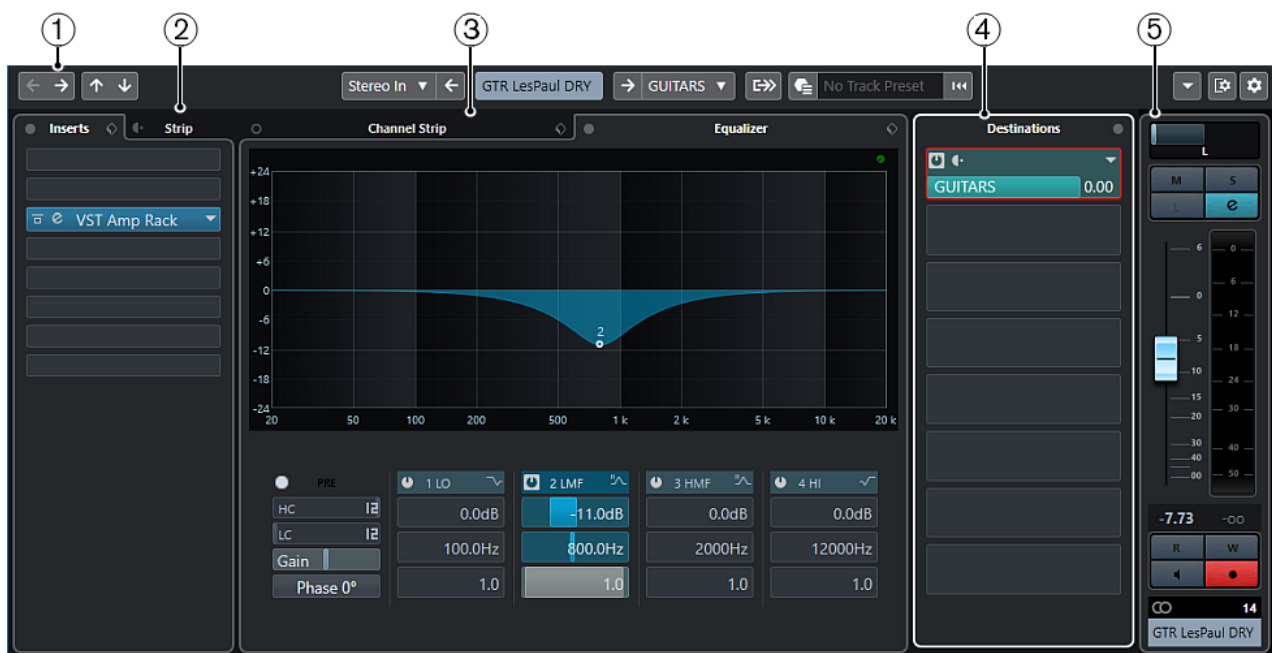 1 2 3 4 5
Stereo In GTR LesPaul DRY GUITARS No Track Preset
Inserts Strip Channel Strip Equalizer Destinations
L
VST Amp Rack
GUITARS 0.00
M S
L e
+24
+18
+12
+6
0
-6
-12
-18
-24
2
20 50 100 200 500 1 k 2 k 5 k 10 k 20 k
PRE
HC 12
LC 12
Gain
Phase 0°
1 LO
0.0dB
100.0Hz
1.0
2 LMF
-11.0dB
800.0Hz
1.0
3 HMF
0.0dB
2000Hz
1.0
4 HI
0.0dB
12000Hz
1.0
6
0
5
10
15
20
30
40
00
0
6
12
18
24
30
40
50
-7.73 -oo
R W
14
GTR LesPaul DRY